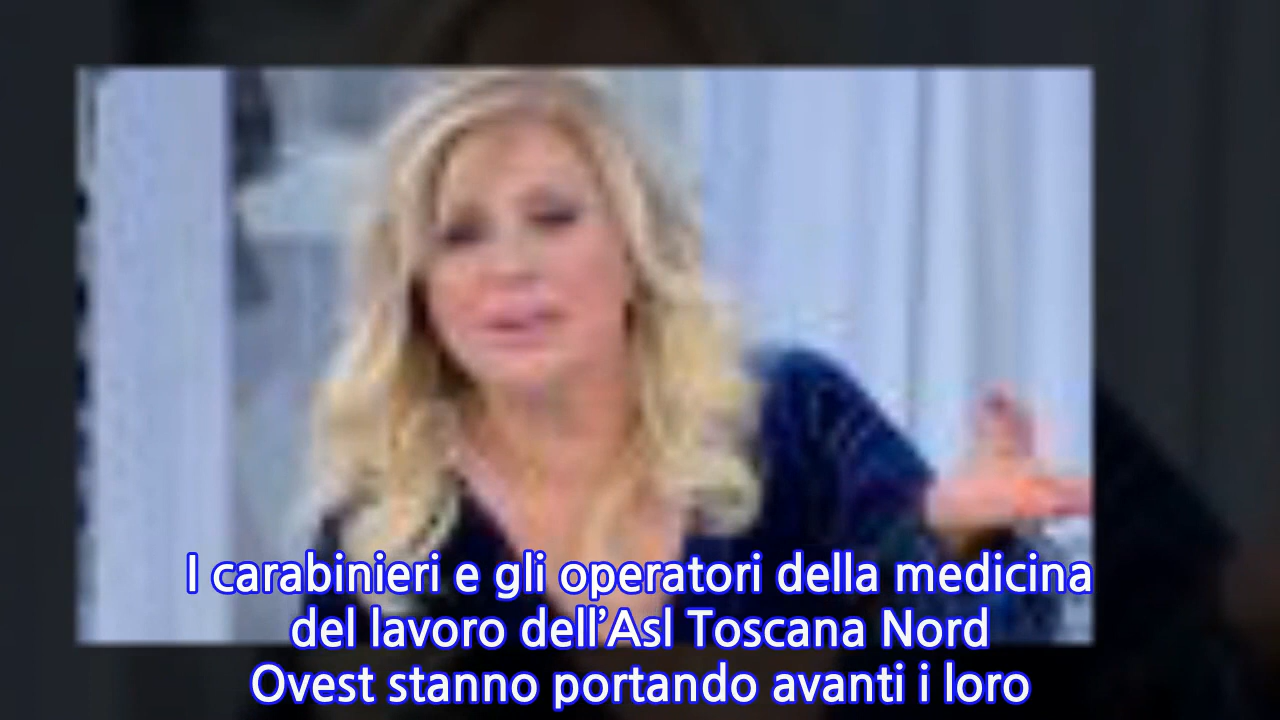 I carabinieri e gli operatori della medicina
del lavoro dell’Asl Toscana Nord
Ovest stanno portando avanti i loro